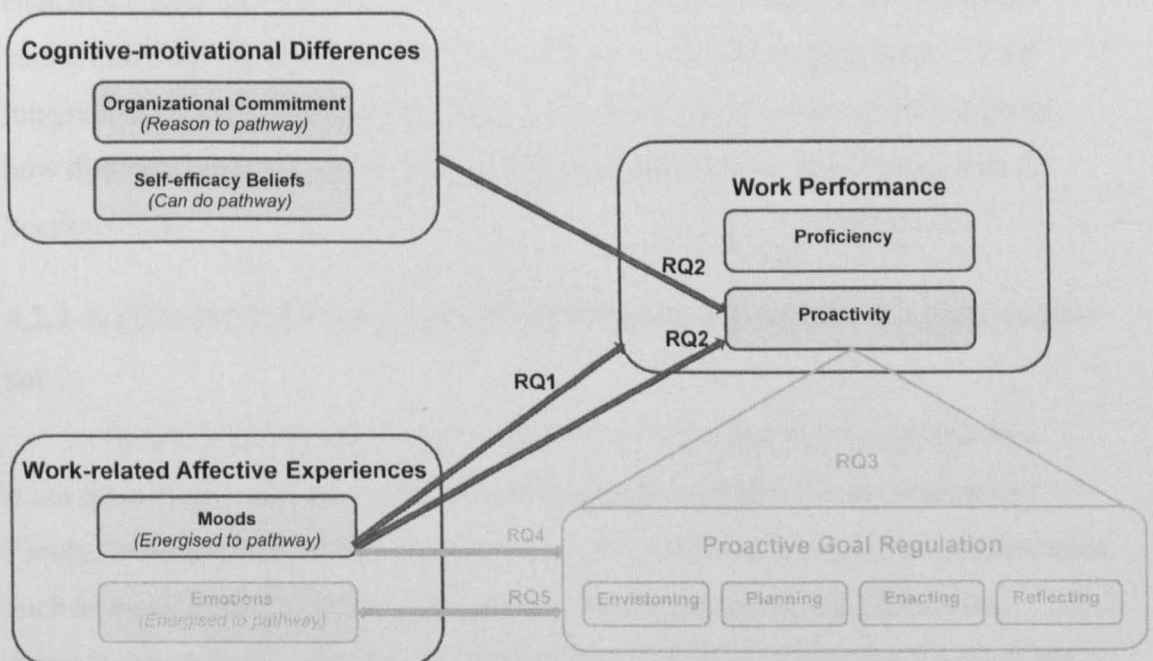 Cognitive-motivational Differences
Organizational Commitment
(Reason to pathway)
Self-efficacy Beliefs
(Can do pathway)
Work Performance
Proficiency
Proactivity
RQ2
RQ2
RQ1
RQ3
Work-related Affective Experiences
Moods
(Energised to pathway)
Emotions
(Energised to pathway)
RQ4
RQ5
Proactive Goal Regulation
Envisioning
Planning
Enacting
Reflecting